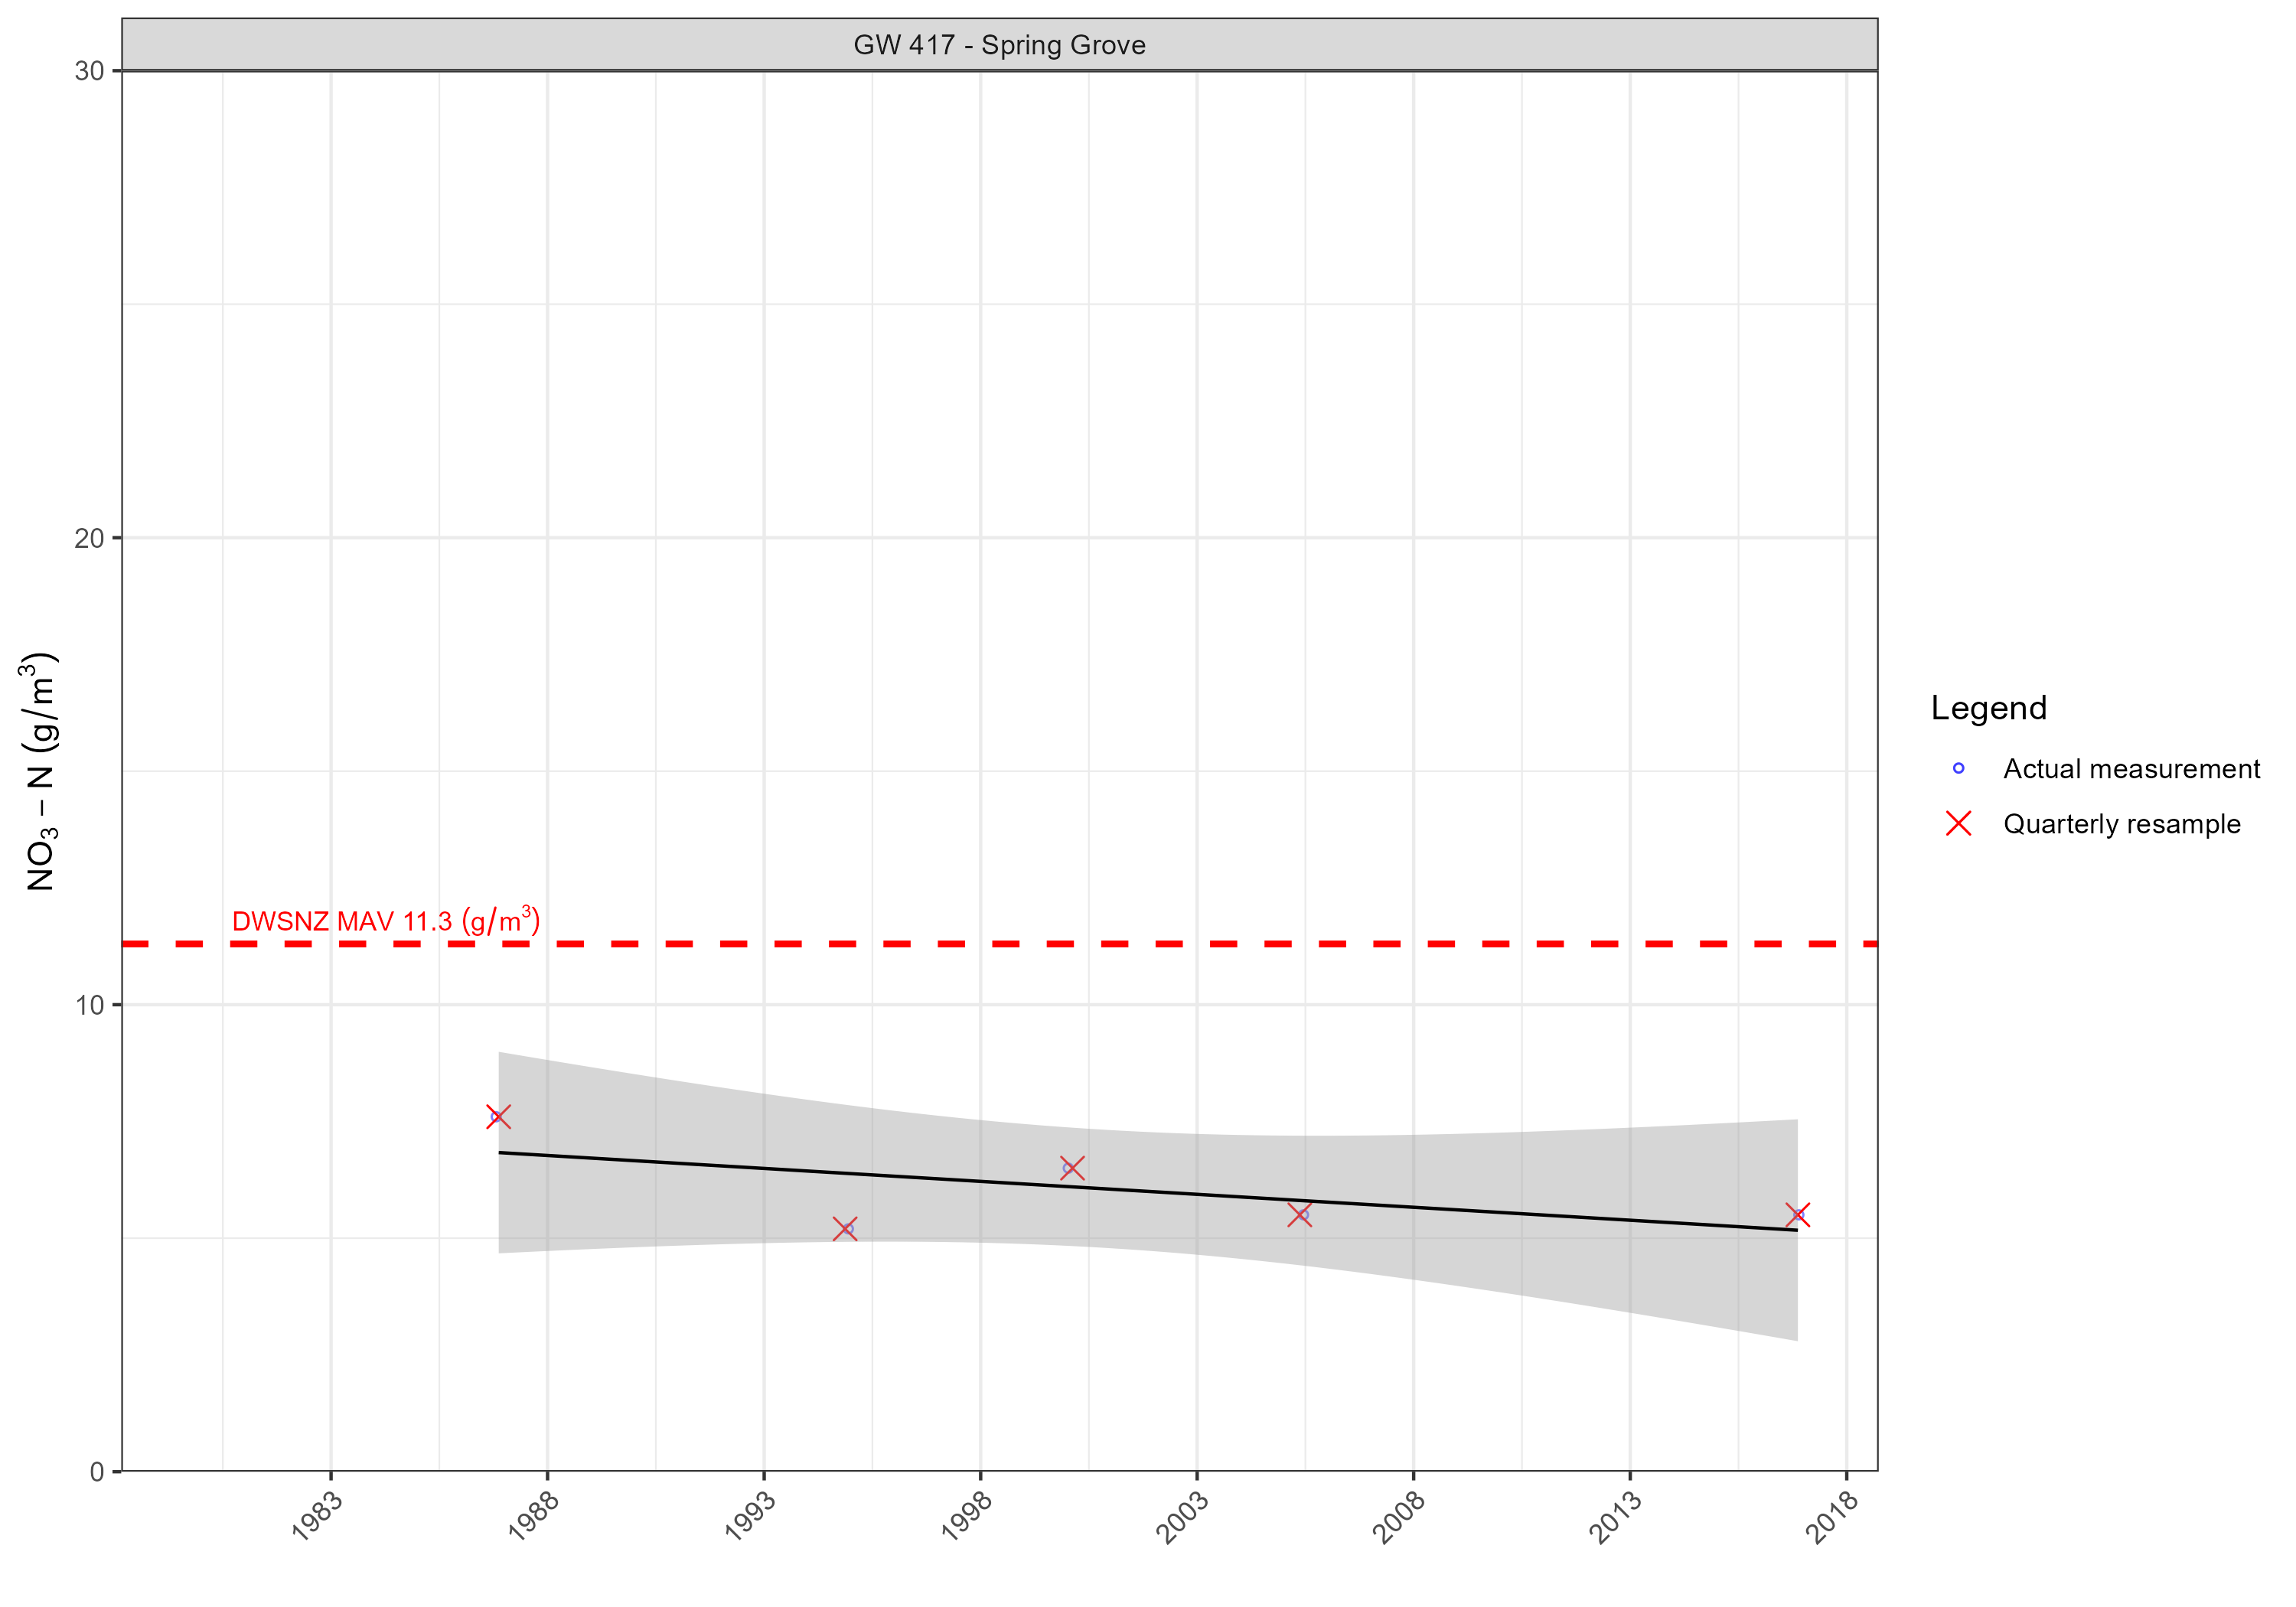 GW 417 - Spring Grove
30
20
10
0
NO₃ – N (g/m³)
DWSNZ MAV 11.3 (g/m³)
1983
1988
1993
1998
2003
2008
2013
2018
Legend
Actual measurement
Quarterly resample